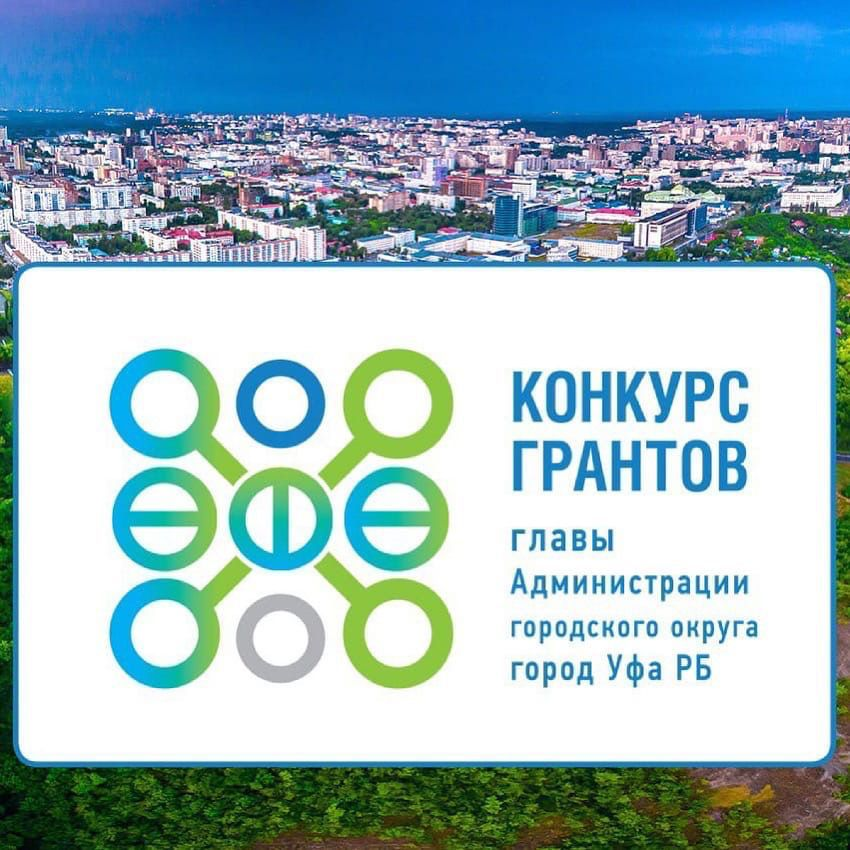 КОНКУРС
ГРАНТОВ
главы
Администрации
городского округа
город Уфа РБ